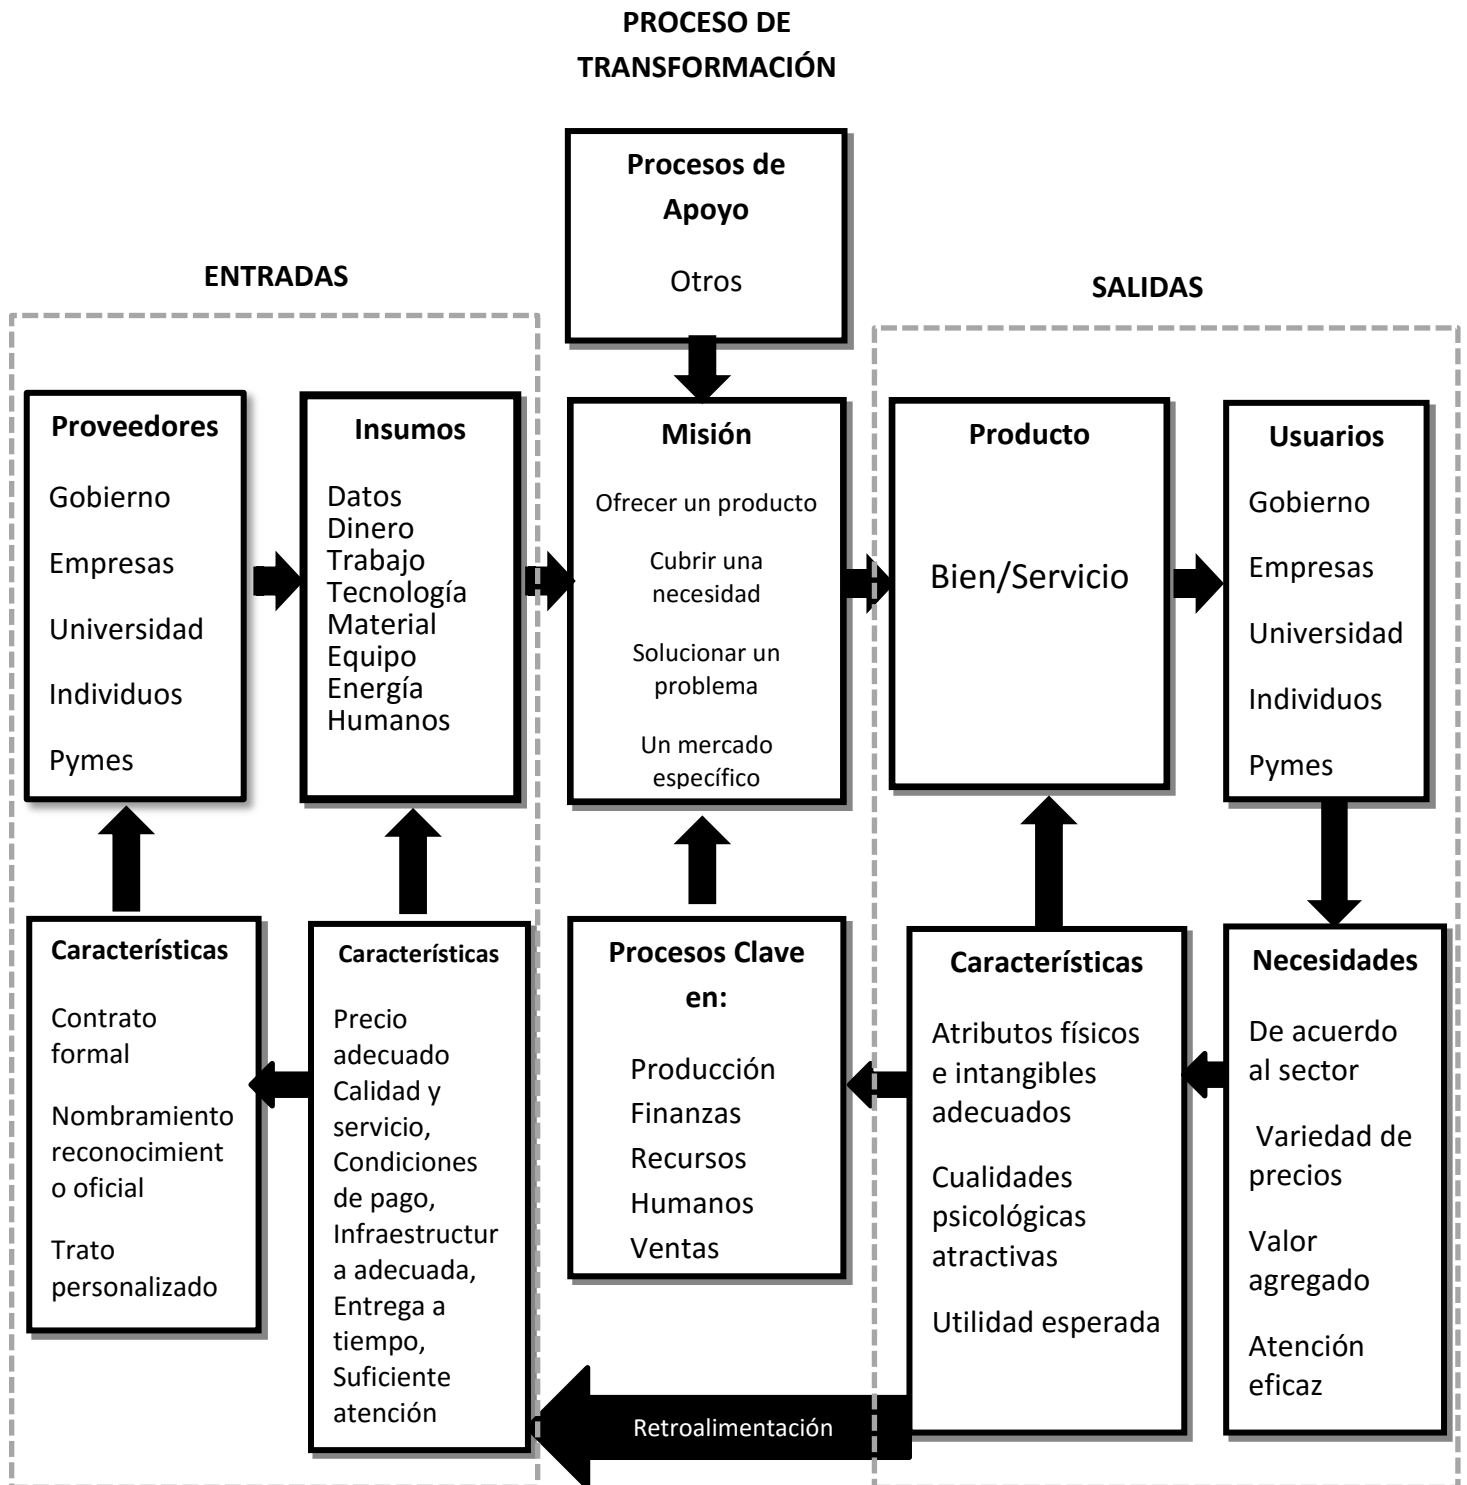 PROCESO DE
TRANSFORMACIÓN
Procesos de
Apoyo
Otros
ENTRADAS
SALIDAS
Proveedores
Gobierno
Empresas
Universidad
Individuos
Pymes
Insumos
Datos
Dinero
Trabajo
Tecnología
Material
Equipo
Energía
Humanos
Misión
Ofrecer un producto
Cubrir una
necesidad
Solucionar un
problema
Un mercado
específico
Producto
Bien/Servicio
Usuarios
Gobierno
Empresas
Universidad
Individuos
Pymes
Característícas
Contrato
formal
Nombramiento
reconocimient
o oficial
Trato
personalizado
Característícas
Precio
adecuado
Calidad y
servicio,
Condiciones
de pago,
Infraestructur
a adecuada,
Entrega a
tiempo,
Suficiente
atención
Procesos Clave
en:
Producción
Finanzas
Recursos
Humanos
Ventas
Característícas
Atributos físicos
e intangibles
adecuados
Cualidades
psicológicas
atractivas
Utilidad esperada
Necesidades
De acuerdo
al sector
Variedad de
precios
Valor
agregado
Atención
eficaz
Retroalimentación